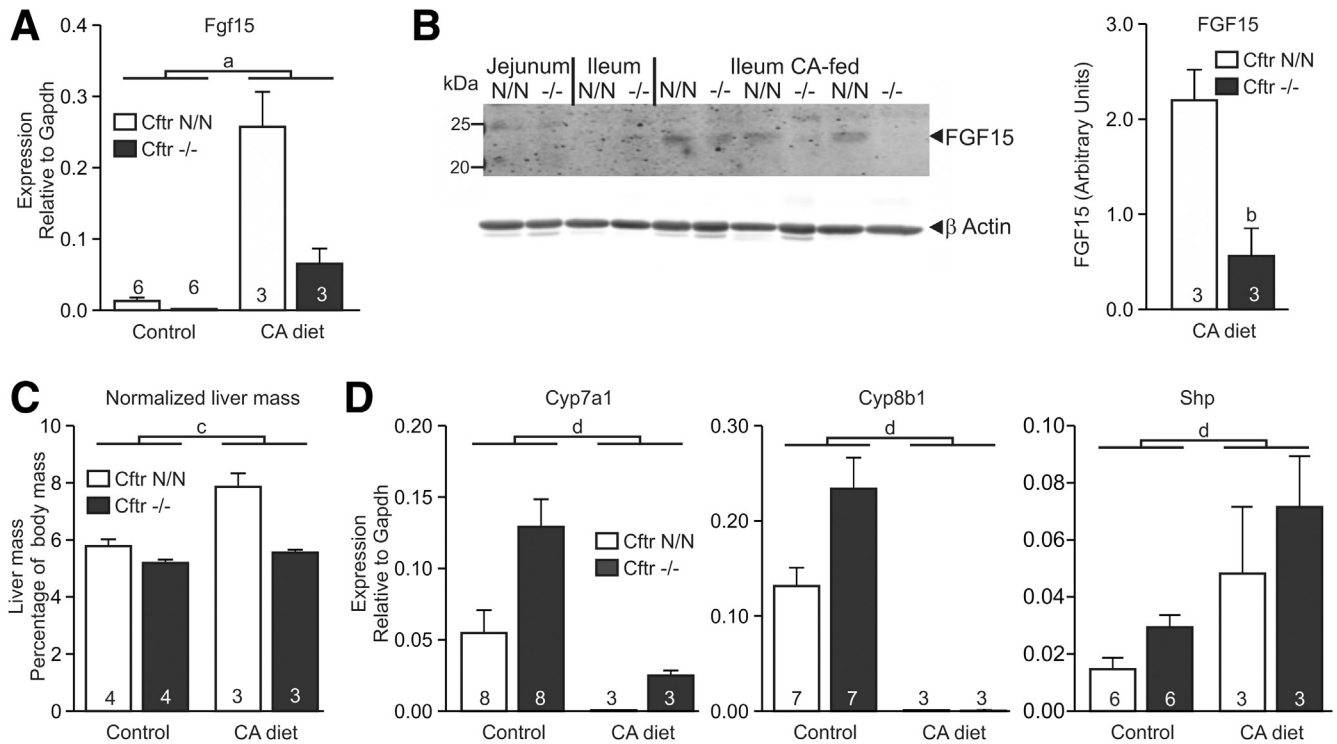 A
Fgf15
0.4
0.3
0.2
0.1
0.0
Expression
Relative to Gapdh
a
Cftr N/N
Cftr -/-
6
6
3
3
Control
CA diet
B
kDa
Jejunum
Ileum
Ileum CA-fed
N/N -/- N/N -/- N/N -/- N/N -/- N/N -/-
25
20
FGF15
β Actin
FGF15
3.0
2.0
1.0
0.0
FGF15 (Arbitrary Units)
Cftr N/N
Cftr -/-
b
3
3
CA diet
C
Normalized liver mass
10
8
6
4
2
0
Liver mass
Percentage of body mass
c
Cftr N/N
Cftr -/-
4
4
3
3
Control
CA diet
D
Cyp7a1
0.20
0.15
0.10
0.05
0.00
Expression
Relative to Gapdh
d
Cftr N/N
Cftr -/-
8
8
3
3
Control
CA diet
Cyp8b1
0.30
0.20
0.10
0.00
d
7
7
3
3
Control
CA diet
Shp
0.10
0.08
0.06
0.04
0.02
0.00
d
6
6
3
3
Control
CA diet